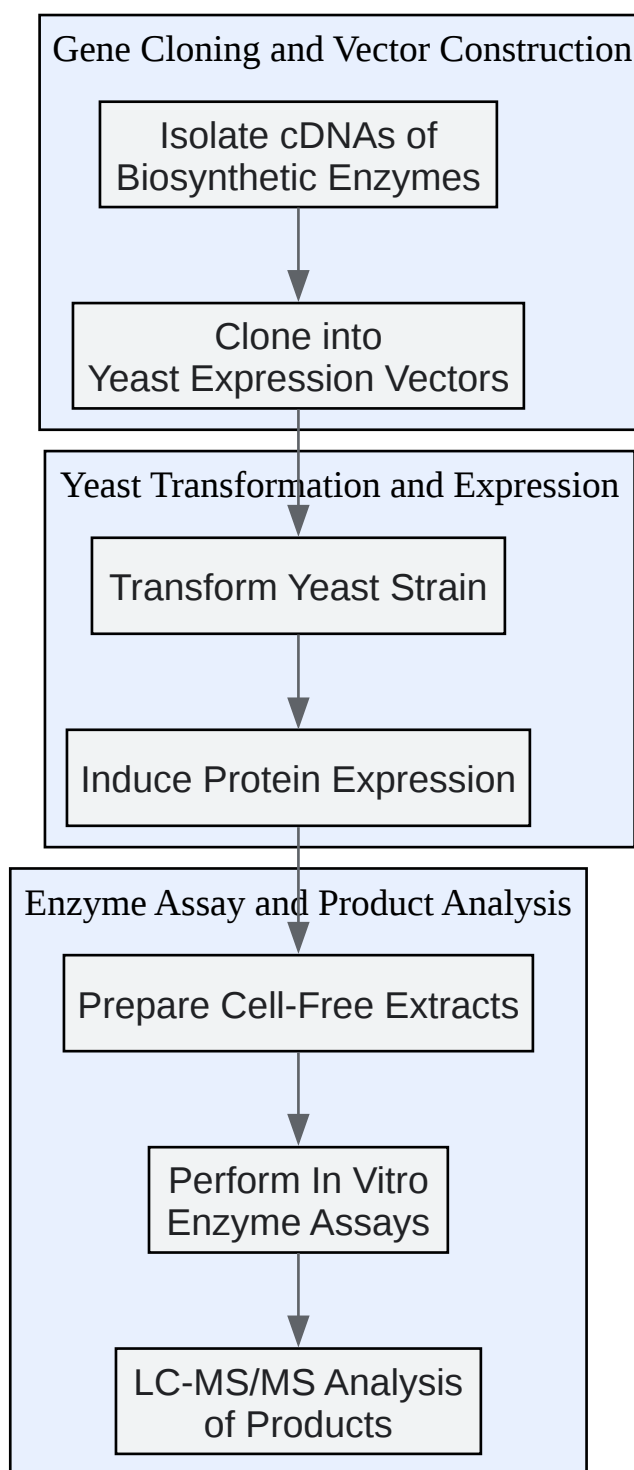 Gene Cloning and Vector Construction
Isolate cDNAs of
Biosynthetic Enzymes
Clone into
Yeast Expression Vectors
Yeast Transformation and Expression
Transform Yeast Strain
Induce Protein Expression
Enzyme Assay and Product Analysis
Prepare Cell-Free Extracts
Perform In Vitro
Enzyme Assays
LC-MS/MS Analysis
of Products